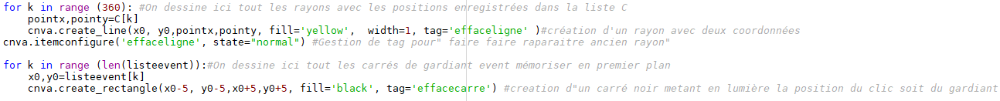 for k in range (360): #On dessine ici tout les rayons avec les positions enregistrées dans la liste C
pointx,pointy=C[k]
cnva.create_line(x0, y0,pointx,pointy, fill='yellow',  width=1, tag='effaceligne' )#création d'un rayon avec deux coordonnées
cnva.itemconfigure('effaceligne', state="normal") #Gestion de tag pour" faire faire raparaitre ancien rayon"
for k in range (len(listeevent)):#On dessine ici tout les carrés de gardiant event mémoriser en premier plan
x0,y0=listeevent[k]
cnva.create_rectangle(x0-5, y0-5,x0+5,y0+5, fill='black', tag='effacecarre') #creation d"un carré noir metant en lumière la position du clic soit du gardiant